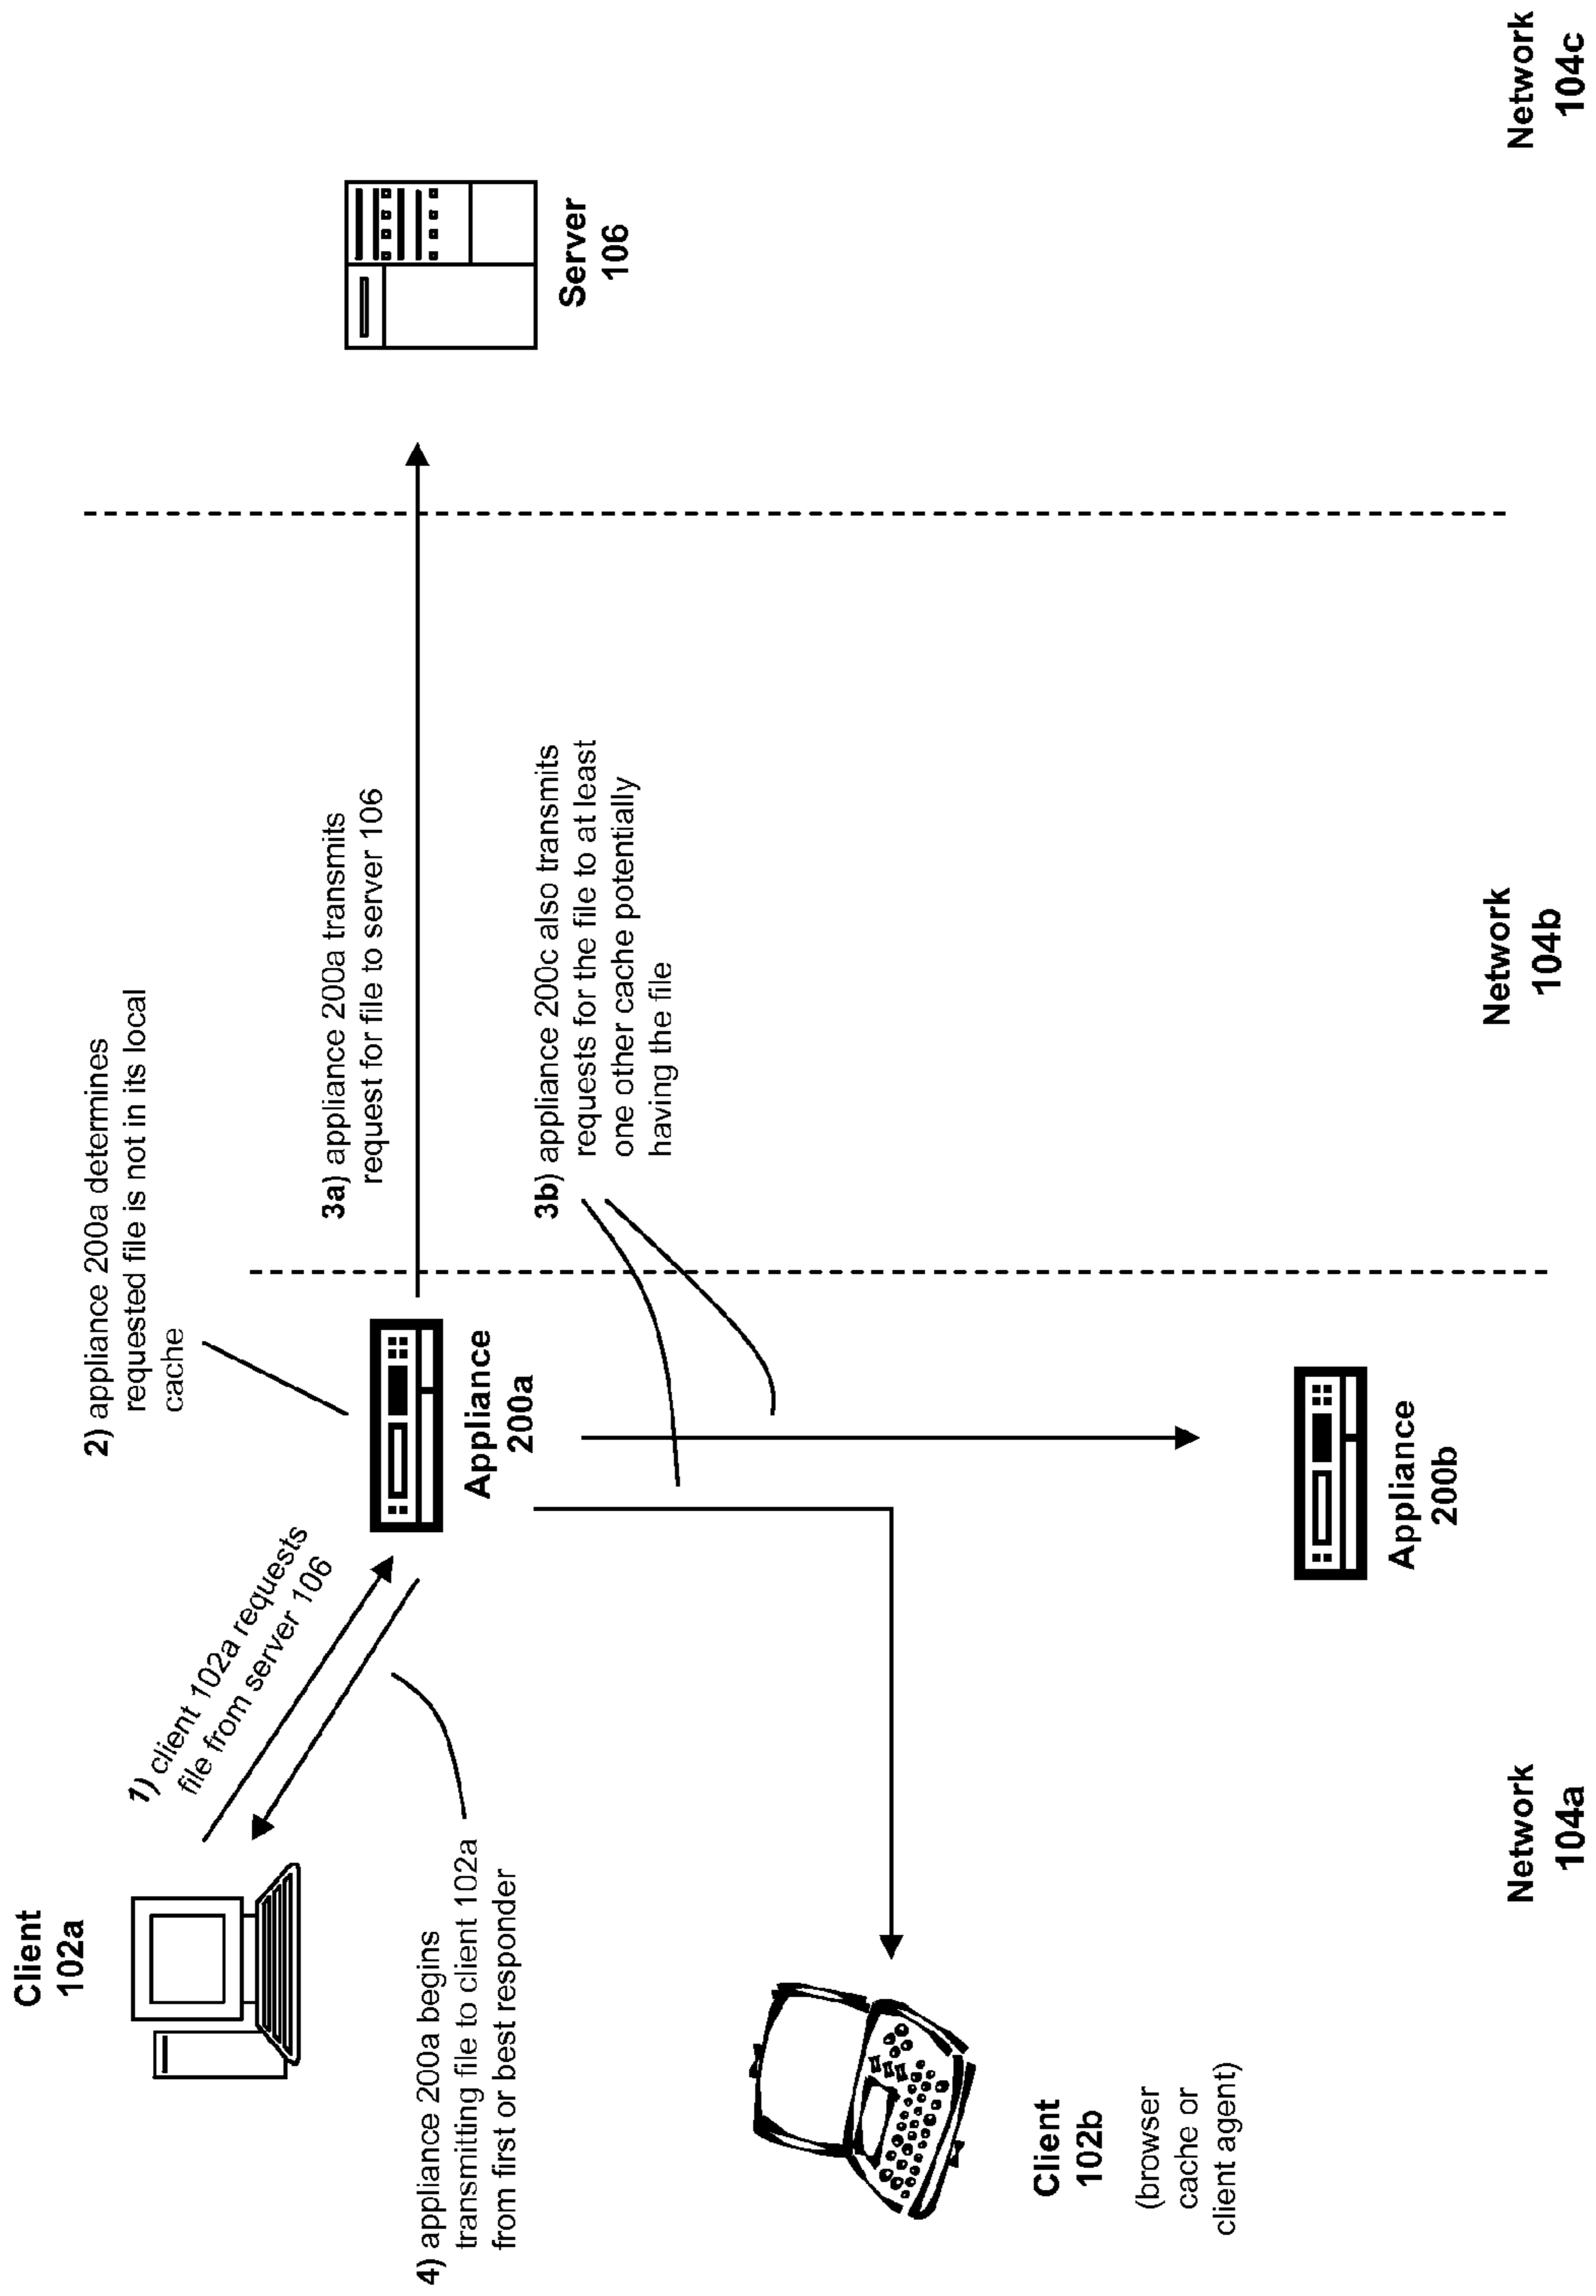 Client
102a
1) client 102a requests
file from server 106
2) appliance 200a determines
requested file is not in its local
cache
Appliance
200a
3a) appliance 200a transmits
request for file to server 106
Server
106
3b) appliance 200c also transmits
requests for the file to at least
one other cache potentially
having the file
4) appliance 200a begins
transmitting file to client 102a
from first or best responder
Client
102b
(browser
cache or
client agent)
Appliance
200b
Network
104a
Network
104b
Network
104c